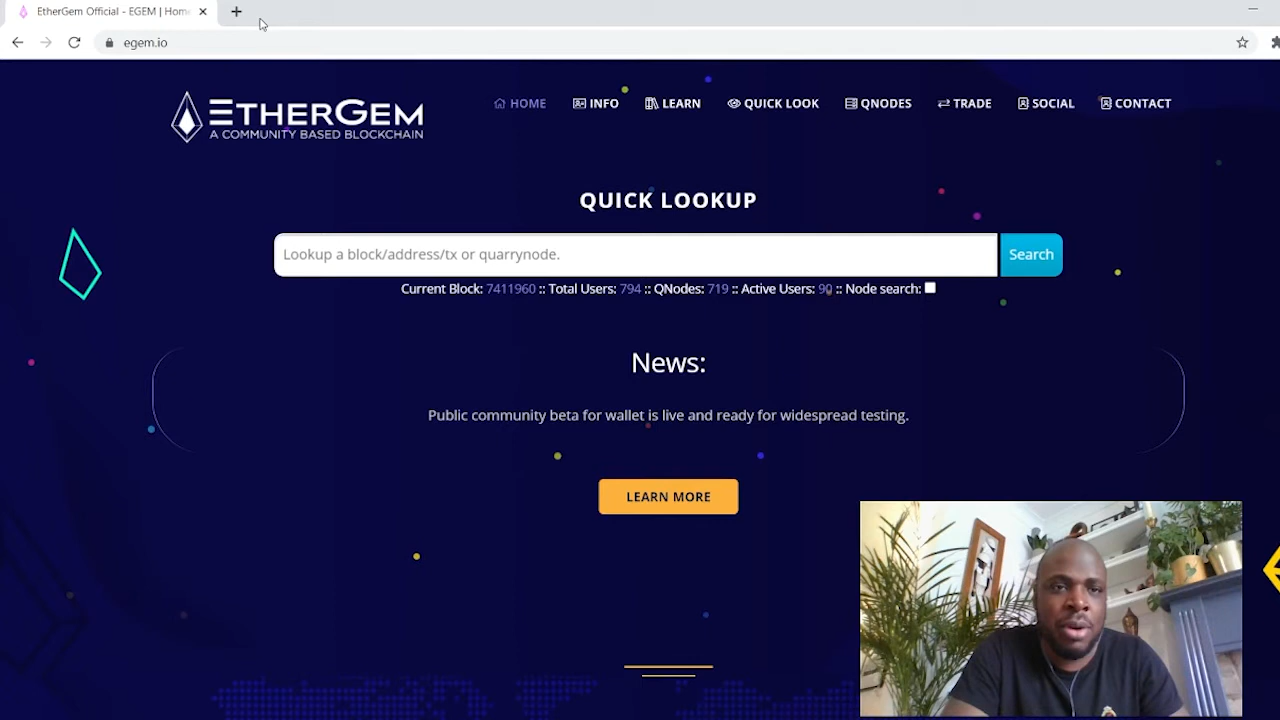 EtherGem Official - EGEM | Hom
egem.io
ETHERGEM
A COMMUNITY BASED BLOCKCHAIN
HOME INFO LEARN QUICK LOOK QNODES TRADE SOCIAL CONTACT
QUICK LOOKUP
Lookup a block/address/tx or quarrynode.
Search
Current Block: 7411960 :: Total Users: 794 :: QNodes: 719 :: Active Users: 90 :: Node search:
News:
Public community beta for wallet is live and ready for widespread testing.
LEARN MORE